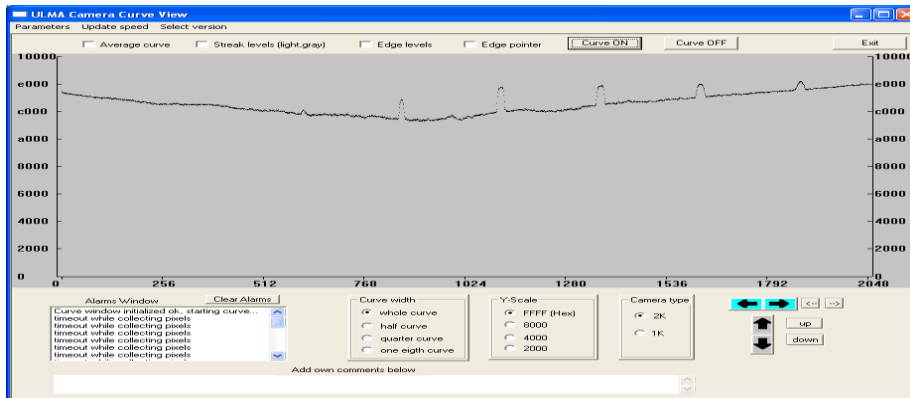 ULMA Camera Curve View
Parameters Update speed Select version
Average curve Streak levels (light,gray) Edge levels Edge pointer Curve ON Curve OFF Exit
10000 10000
e000 e000
c000 c000
a000 a000
8000 8000
6000 6000
4000 4000
2000 2000
0 0
0 256 512 760 1024 1280 1536 1792 2048
Alarms Window Clear Alarms
Curve window initialized ok, starting curve...
timeout while collecting pixels
timeout while collecting pixels
timeout while collecting pixels
timeout while collecting pixels
timeout while collecting pixels
Curve width
whole curve
half curve
quarter curve
one eigth curve
Y-Scale
FFFF (Hex)
8000
4000
2000
Camera type
2K
1K
<-- -->
up
down
Add own comments below